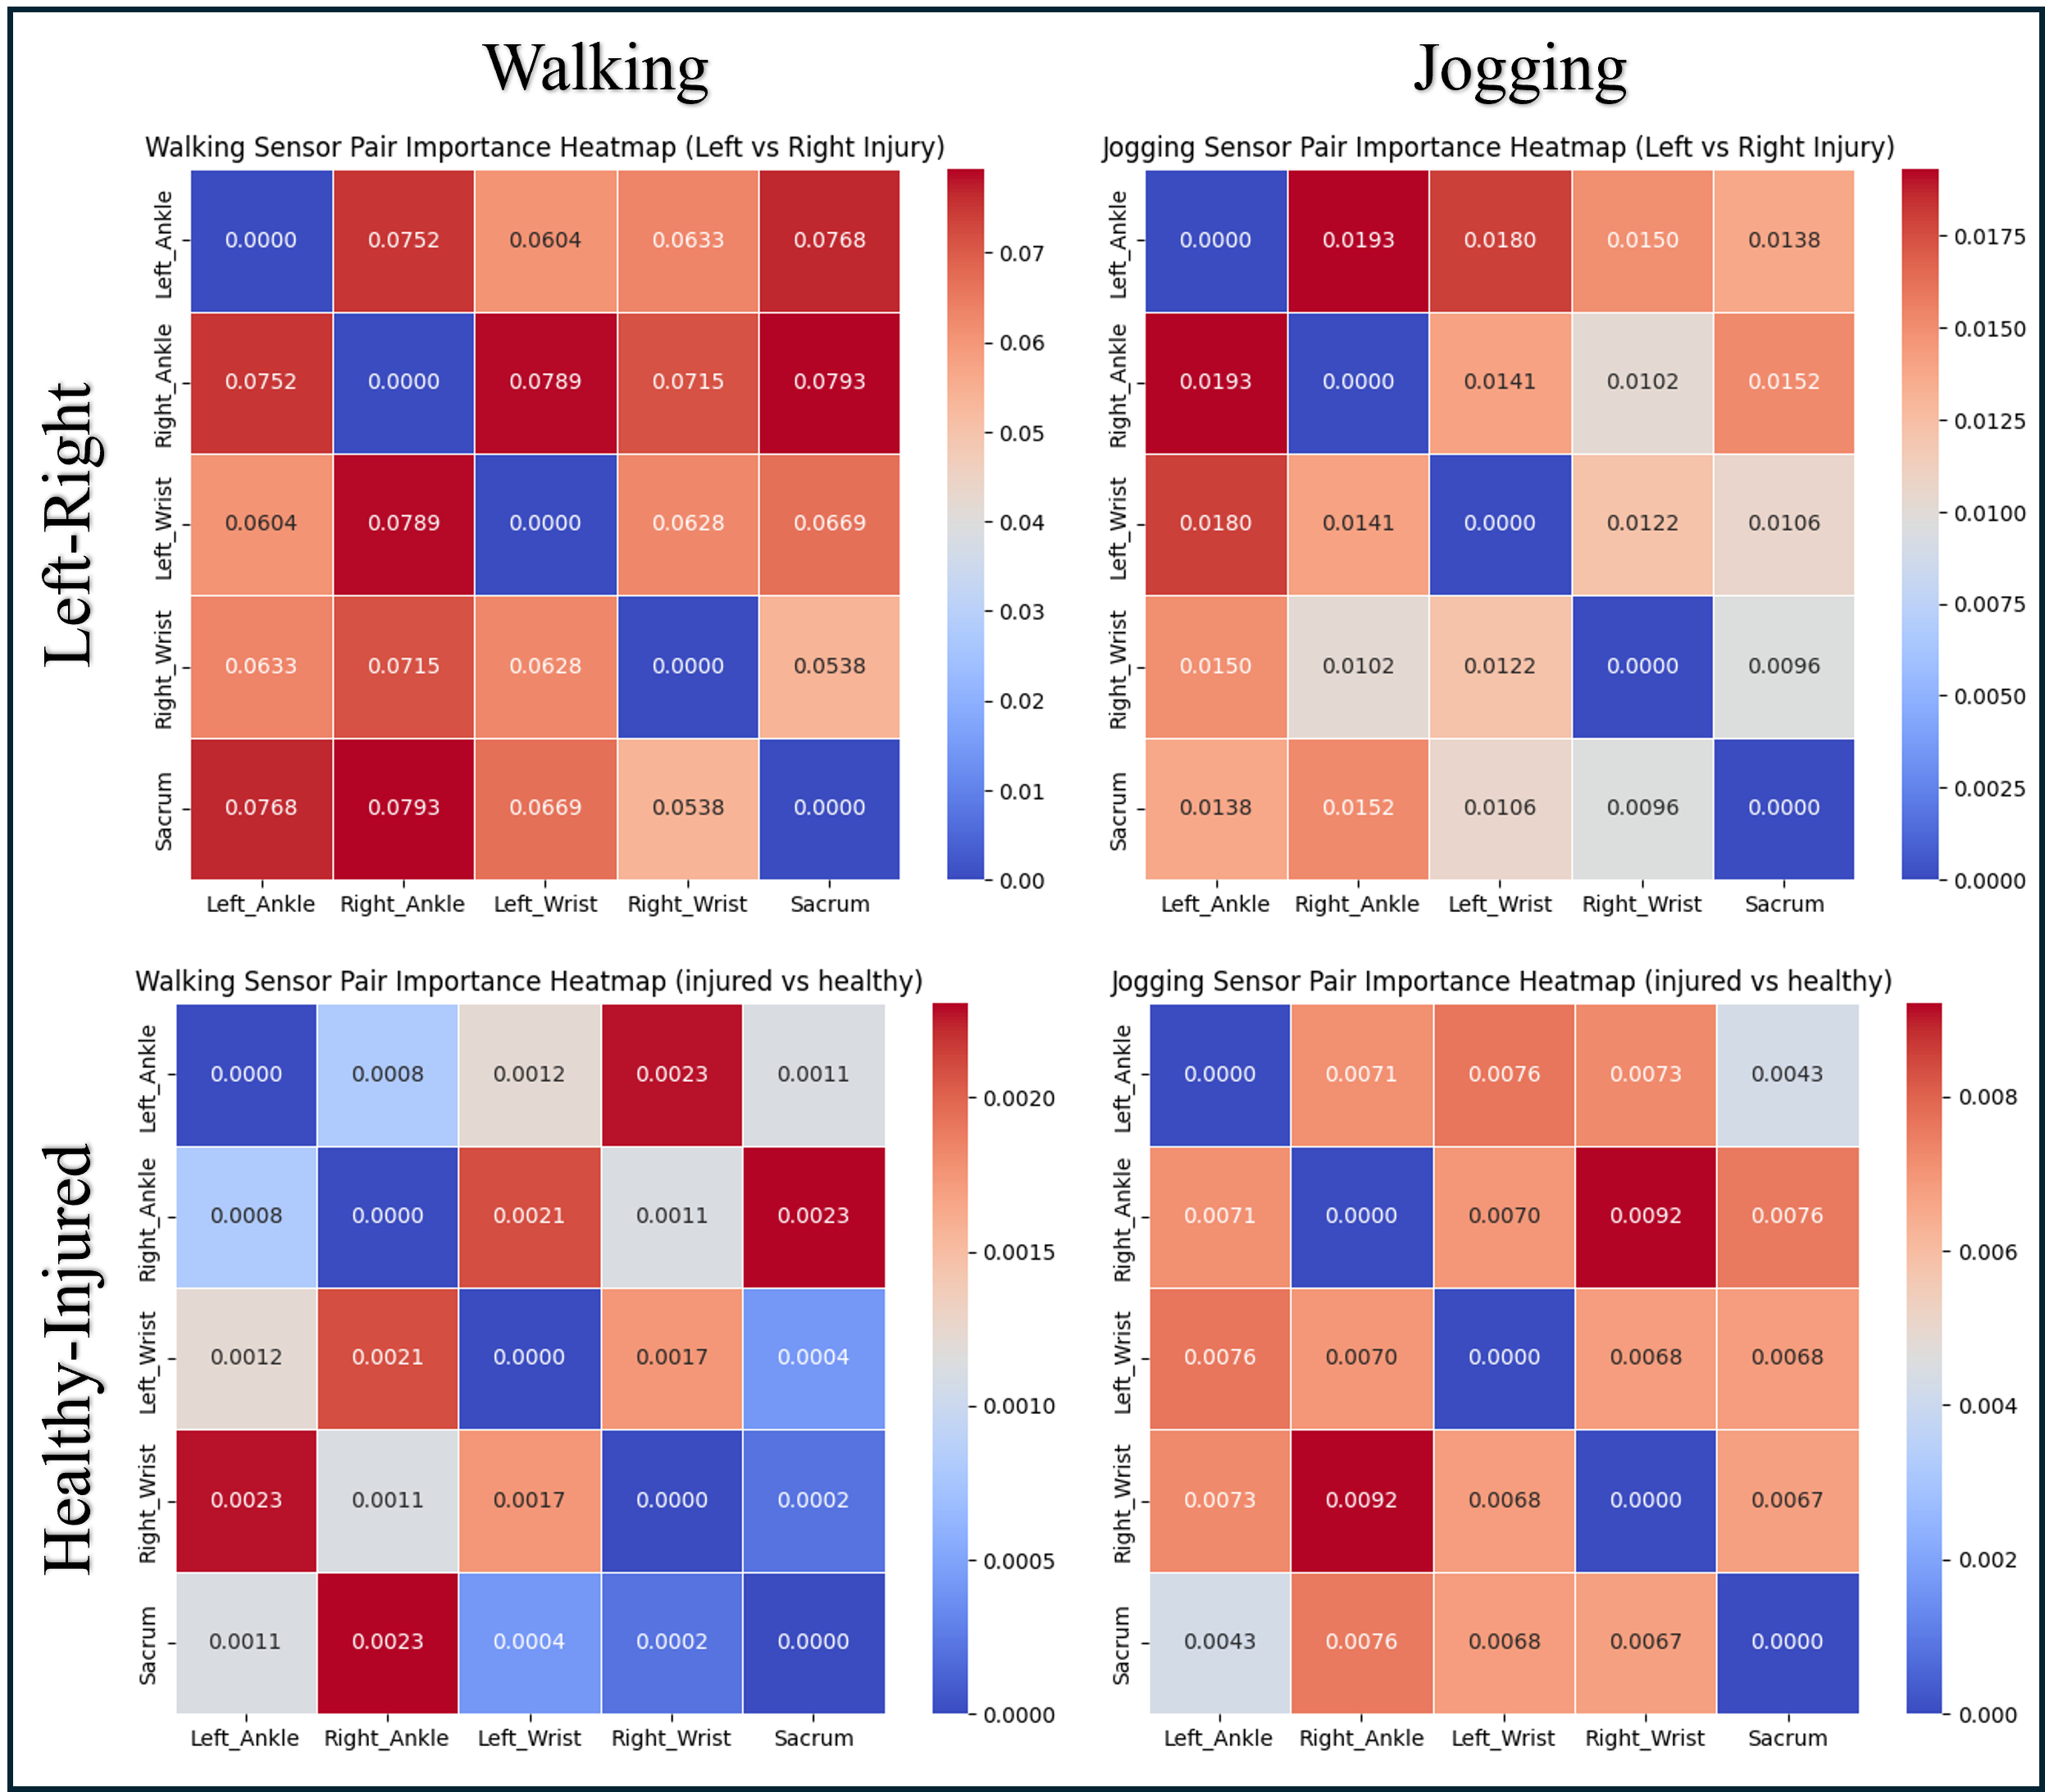 Walking
Jogging
Left-Right
Walking Sensor Pair Importance Heatmap (Left vs Right Injury)
Left_Ankle 0.0000 0.0752 0.0604 0.0633 0.0768
Right_Ankle 0.0752 0.0000 0.0789 0.0715 0.0793
Left_Wrist 0.0604 0.0789 0.0000 0.0628 0.0669
Right_Wrist 0.0633 0.0715 0.0628 0.0000 0.0538
Sacrum 0.0768 0.0793 0.0669 0.0538 0.0000
Left_Ankle Right_Ankle Left_Wrist Right_Wrist Sacrum
0.07
0.06
0.05
0.04
0.03
0.02
0.01
0.00
Jogging Sensor Pair Importance Heatmap (Left vs Right Injury)
Left_Ankle 0.0000 0.0193 0.0180 0.0150 0.0138
Right_Ankle 0.0193 0.0000 0.0141 0.0102 0.0152
Left_Wrist 0.0180 0.0141 0.0000 0.0122 0.0106
Right_Wrist 0.0150 0.0102 0.0122 0.0000 0.0096
Sacrum 0.0138 0.0152 0.0106 0.0096 0.0000
Left_Ankle Right_Ankle Left_Wrist Right_Wrist Sacrum
0.0175
0.0150
0.0125
0.0100
0.0075
0.0050
0.0025
0.0000
Healthy-Injured
Walking Sensor Pair Importance Heatmap (injured vs healthy)
Left_Ankle 0.0000 0.0008 0.0012 0.0023 0.0011
Right_Ankle 0.0008 0.0000 0.0021 0.0011 0.0023
Left_Wrist 0.0012 0.0021 0.0000 0.0017 0.0004
Right_Wrist 0.0023 0.0011 0.0017 0.0000 0.0002
Sacrum 0.0011 0.0023 0.0004 0.0002 0.0000
Left_Ankle Right_Ankle Left_Wrist Right_Wrist Sacrum
0.0020
0.0015
0.0010
0.0005
0.0000
Jogging Sensor Pair Importance Heatmap (injured vs healthy)
Left_Ankle 0.0000 0.0071 0.0076 0.0073 0.0043
Right_Ankle 0.0071 0.0000 0.0070 0.0092 0.0076
Left_Wrist 0.0076 0.0070 0.0000 0.0068 0.0068
Right_Wrist 0.0073 0.0092 0.0068 0.0000 0.0067
Sacrum 0.0043 0.0076 0.0068 0.0067 0.0000
Left_Ankle Right_Ankle Left_Wrist Right_Wrist Sacrum
0.008
0.006
0.004
0.002
0.000